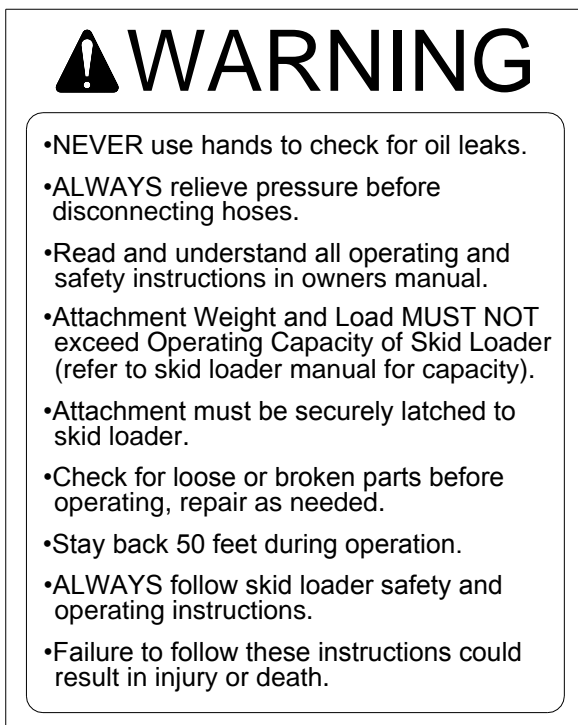 WARNING
•NEVER use hands to check for oil leaks.
•ALWAYS relieve pressure before
disconnecting hoses.
•Read and understand all operating and
safety instructions in owners manual.
•Attachment Weight and Load MUST NOT
exceed Operating Capacity of Skid Loader
(refer to skid loader manual for capacity).
•Attachment must be securely latched to
skid loader.
•Check for loose or broken parts before
operating, repair as needed.
•Stay back 50 feet during operation.
•ALWAYS follow skid loader safety and
operating instructions.
•Failure to follow these instructions could
result in injury or death.